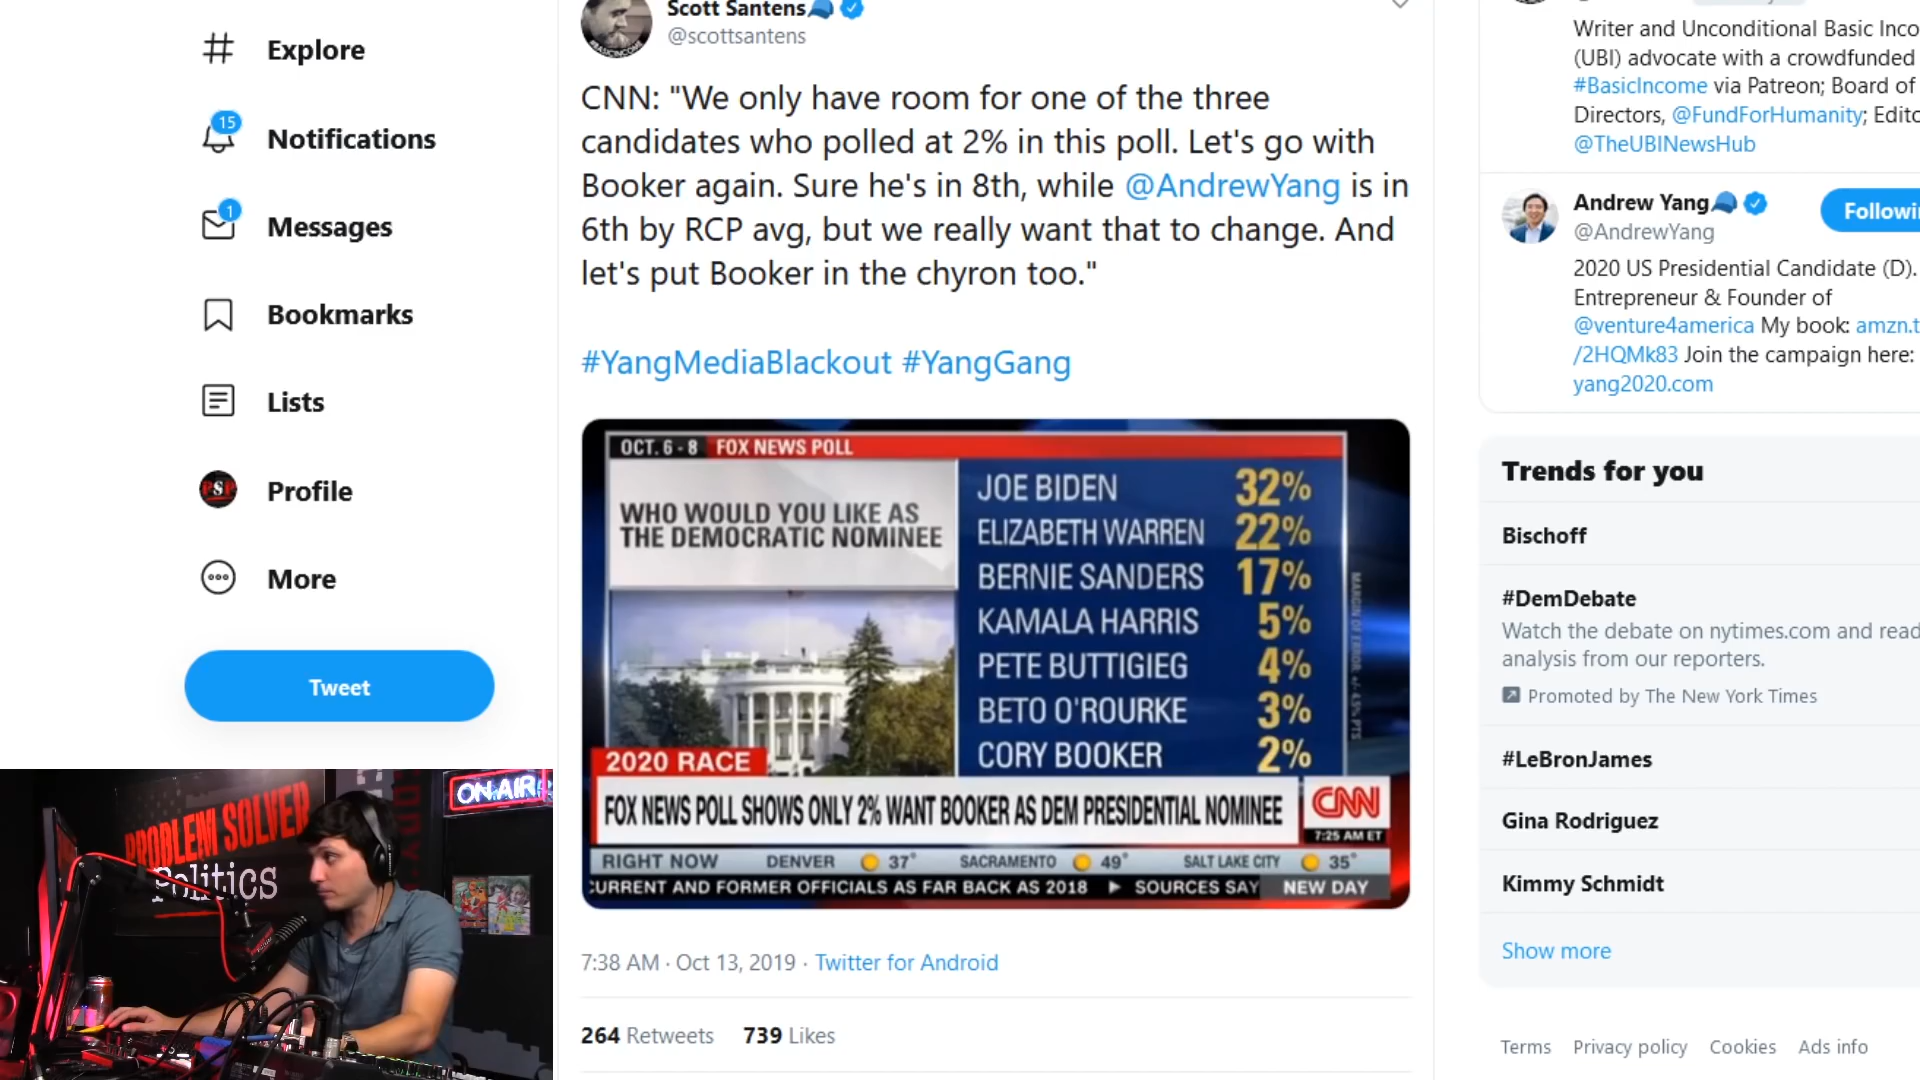 Explore
15
Notifications
1
Messages
Bookmarks
Lists
PSP
Profile
More
Tweet
PROBLEM SOLVER
Politics
ON AIR
Scott Santens
@scottsantens
#BASICINCOME
CNN: "We only have room for one of the three
candidates who polled at 2% in this poll. Let's go with
Booker again. Sure he's in 8th, while @AndrewYang is in
6th by RCP avg, but we really want that to change. And
let's put Booker in the chyron too."
#YangMediaBlackout #YangGang
OCT. 6 - 8 FOX NEWS POLL
WHO WOULD YOU LIKE AS
THE DEMOCRATIC NOMINEE
JOE BIDEN 32%
ELIZABETH WARREN 22%
BERNIE SANDERS 17%
KAMALA HARRIS 5%
PETE BUTTIGIEG 4%
BETO O'ROURKE 3%
CORY BOOKER 2%
MARGIN OF ERROR +/- 4.5% PTS
2020 RACE
FOX NEWS POLL SHOWS ONLY 2% WANT BOOKER AS DEM PRESIDENTIAL NOMINEE
CNN
7:25 AM ET
RIGHT NOW DENVER 37° SACRAMENTO 49° SALT LAKE CITY 35°
CURRENT AND FORMER OFFICIALS AS FAR BACK AS 2018 SOURCES SAY NEW DAY
7:38 AM · Oct 13, 2019 · Twitter for Android
264 Retweets 739 Likes
Writer and Unconditional Basic Inco
(UBI) advocate with a crowdfunded
#BasicIncome via Patreon; Board of
Directors, @FundForHumanity; Edito
@TheUBINewsHub
Andrew Yang
@AndrewYang
Followin
2020 US Presidential Candidate (D).
Entrepreneur & Founder of
@venture4america My book: amzn.t
/2HQMk83 Join the campaign here:
yang2020.com
Trends for you
Bischoff
#DemDebate
Watch the debate on nytimes.com and read
analysis from our reporters.
Promoted by The New York Times
#LeBronJames
Gina Rodriguez
Kimmy Schmidt
Show more
Terms Privacy policy Cookies Ads info